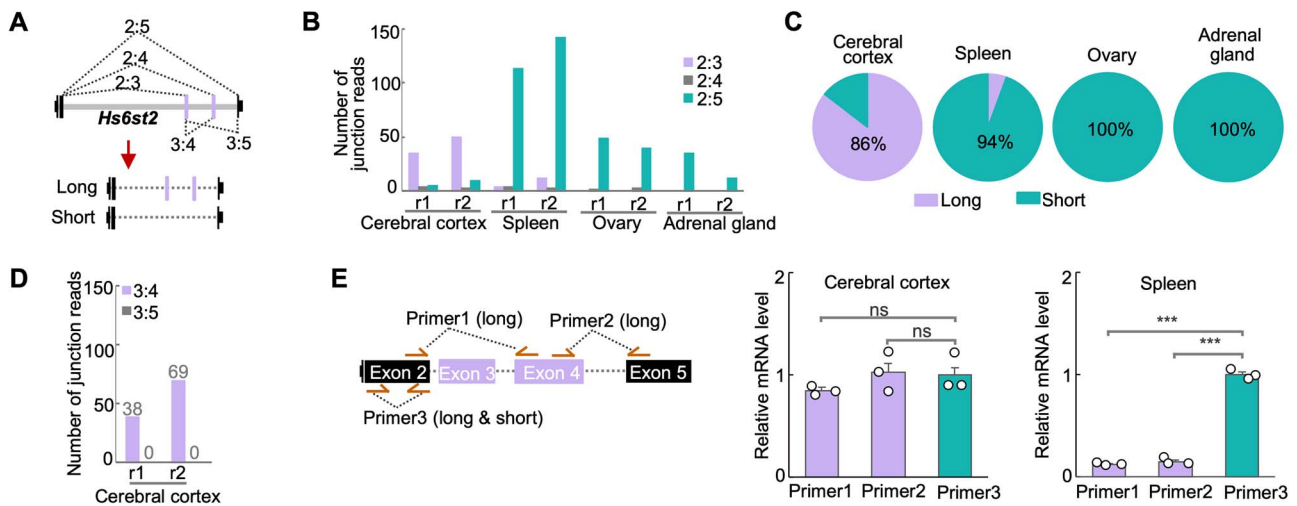 A
2:5
2:4
2:3
Hs6st2
3:4
3:5
Long
Short
B
Number of
junction reads
150
100
50
0
2:3
2:4
2:5
r1 r2 r1 r2 r1 r2 r1 r2
Cerebral cortex Spleen Ovary Adrenal gland
C
Cerebral
cortex
Spleen
Ovary
Adrenal
gland
86%
94%
100%
100%
Long
Short
D
Number of junction reads
150
100
50
0
3:4
3:5
38
0
69
0
r1 r2
Cerebral cortex
E
Primer1 (long)
Primer2 (long)
Exon 2
Exon 3
Exon 4
Exon 5
Primer3 (long & short)
Relative mRNA level
2
1
0
Cerebral cortex
ns
ns
Primer1 Primer2 Primer3
Relative mRNA level
2
1
0
Spleen
***
***
Primer1 Primer2 Primer3